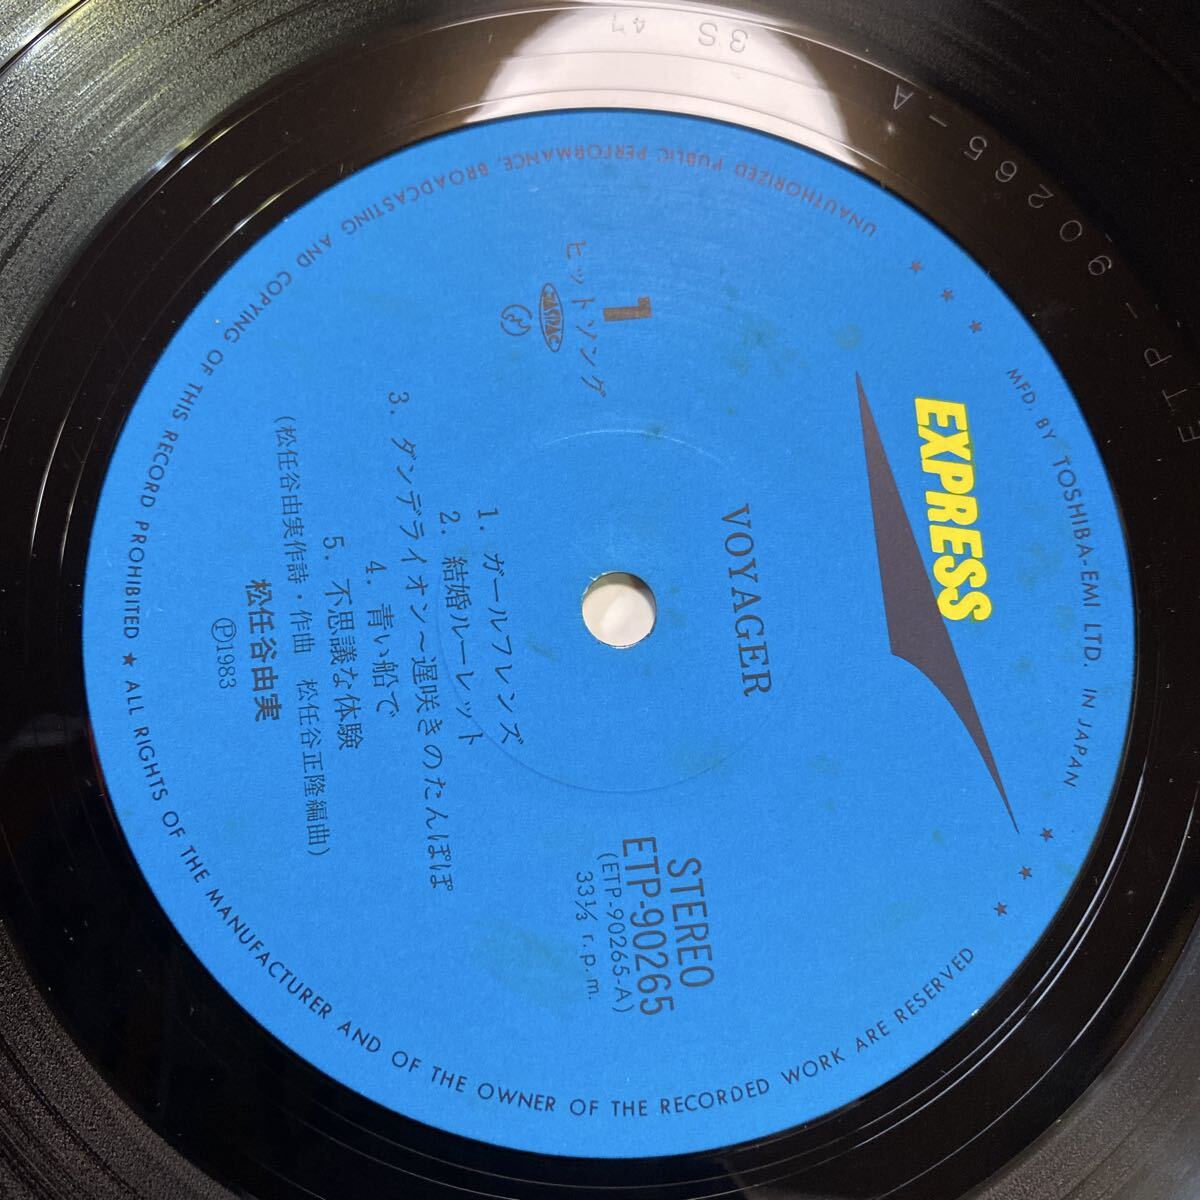 EXPRESS
MFD. BY TOSHIBA-EMI LTD. IN JAPAN
VOYAGER
1
ヒットソング
JASRAC
STEREO
ETP-90265
(ETP-90265-A)
33⅓ r.p.m.
1. ガールフレンズ
2. 結婚ルーレット
3. ダンデライオン〜遅咲きのたんぽぽ
4. 青い船で
5. 不思議な体験
(松任谷由実作詩・作曲 松任谷正隆編曲)
松任谷由実
Ⓟ1983
UNAUTHORIZED PUBLIC PERFORMANCE, BROADCASTING AND COPYING OF THIS RECORD PROHIBITED ★ ALL RIGHTS OF THE MANUFACTURER AND OF THE OWNER OF THE RECORDED WORK ARE RESERVED
ETP-90265-A
3S